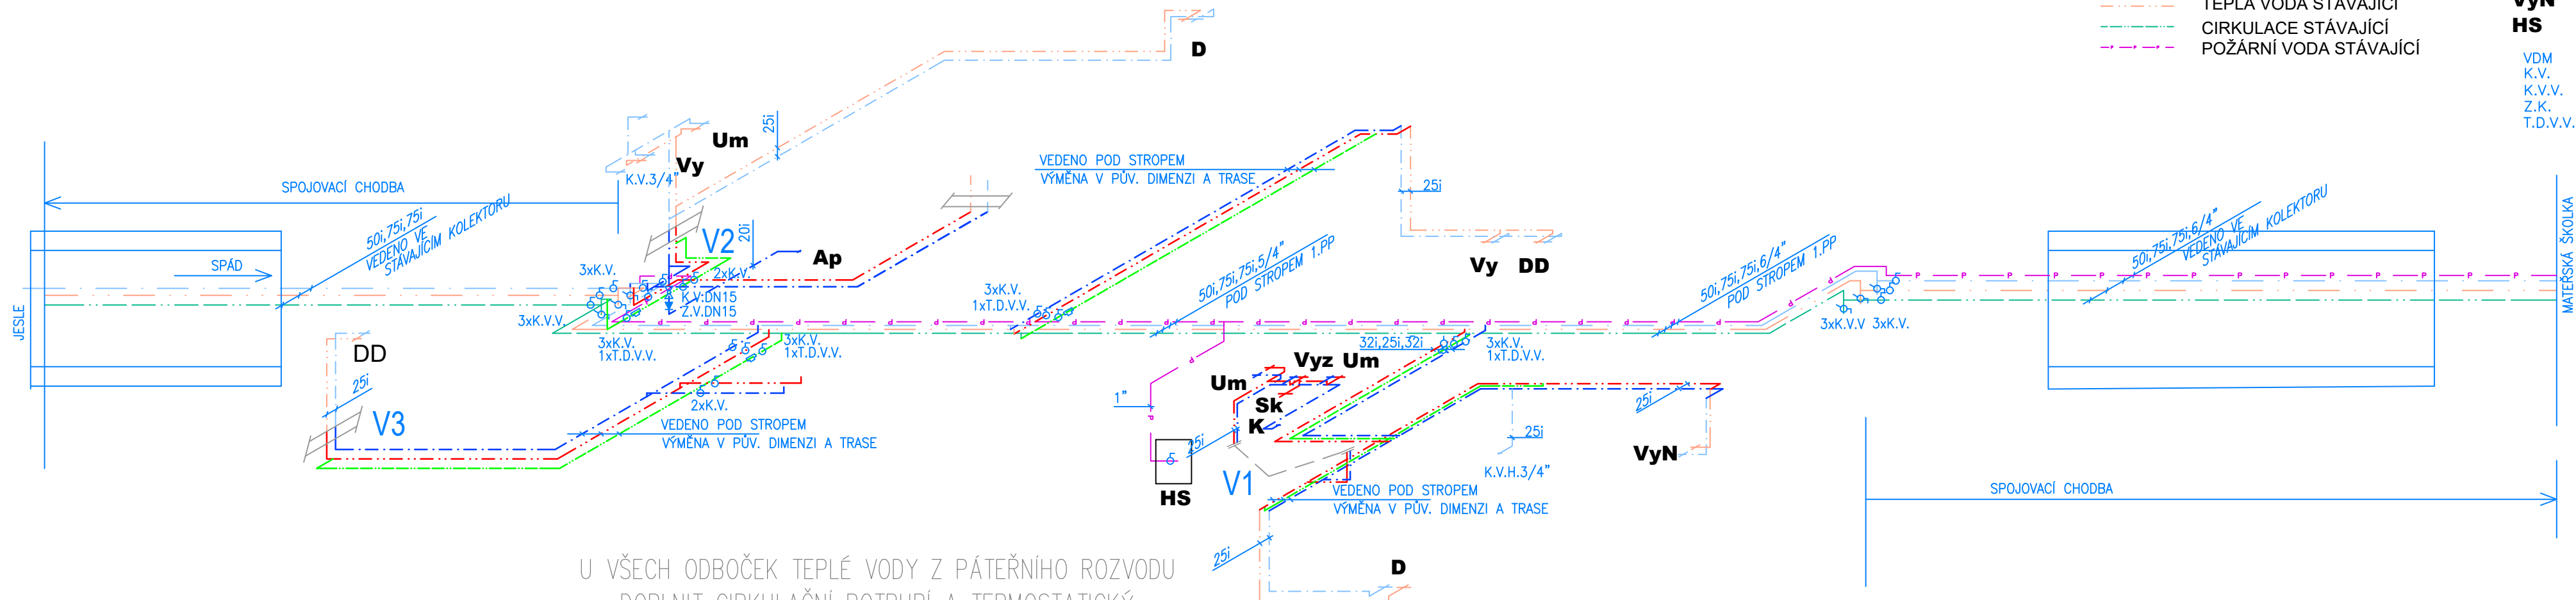 TEPLÁ VODA STÁVAJÍCÍ
CIRKULACE STÁVAJÍCÍ
POŽÁRNÍ VODA STÁVAJÍCÍ
VyN
HS
VDM
K.V.
K.V.V.
Z.K.
T.D.V.V.
D
Um
Vy
K.V.3/4"
25i
SPOJOVACÍ CHODBA
50i,75i,75i
VEDENO VE
STÁVAJÍCÍM KOLEKTORU
SPÁD
JESLE
V2
20i
Ap
3xK.V.
2xK.V.
K.V.DN15
Z.V.DN15
3xK.V.V.
VEDENO POD STROPEM
VÝMĚNA V PŮV. DIMENZI A TRASE
25i
Vy
DD
3xK.V.
1xT.D.V.V.
50i,75i,75i,5/4"
POD STROPEM 1.PP
50i,75i,75i,6/4"
POD STROPEM 1.PP
50i,75i,75i,6/4"
VEDENO VE
STÁVAJÍCÍM KOLEKTORU
MATEŘSKÁ ŠKOLKA
3xK.V.V
3xK.V.
3xK.V.
1xT.D.V.V.
3xK.V.
1xT.D.V.V.
2xK.V.
DD
25i
V3
VEDENO POD STROPEM
VÝMĚNA V PŮV. DIMENZI A TRASE
32i,25i,32i
3xK.V.
1xT.D.V.V.
1"
Um
Vyz
Um
Sk
K
25i
HS
V1
VEDENO POD STROPEM
VÝMĚNA V PŮV. DIMENZI A TRASE
25i
K.V.H.3/4"
25i
VyN
SPOJOVACÍ CHODBA
25i
D
U VŠECH ODBOČEK TEPLÉ VODY Z PÁTEŘNÍHO ROZVODU
DOPLNIT CIRKULAČNÍ POTRUBÍ A TERMOSTATICKÝ